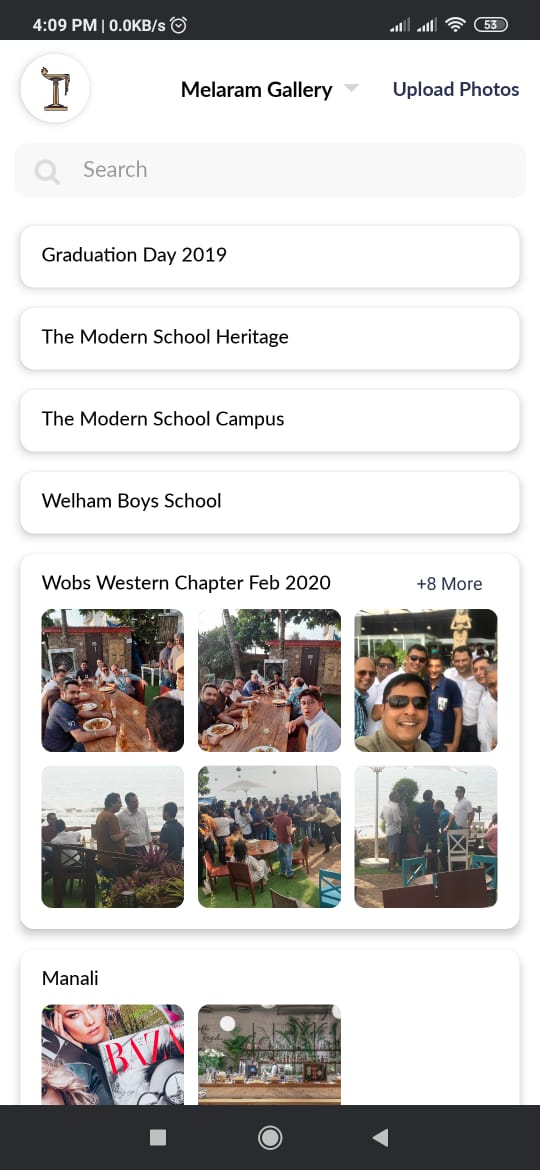 4:09 PM | 0.0KB/s
53
Melaram Gallery
Upload Photos
Search
Graduation Day 2019
The Modern School Heritage
The Modern School Campus
Welham Boys School
Wobs Western Chapter Feb 2020
+8 More
Manali
BAZA